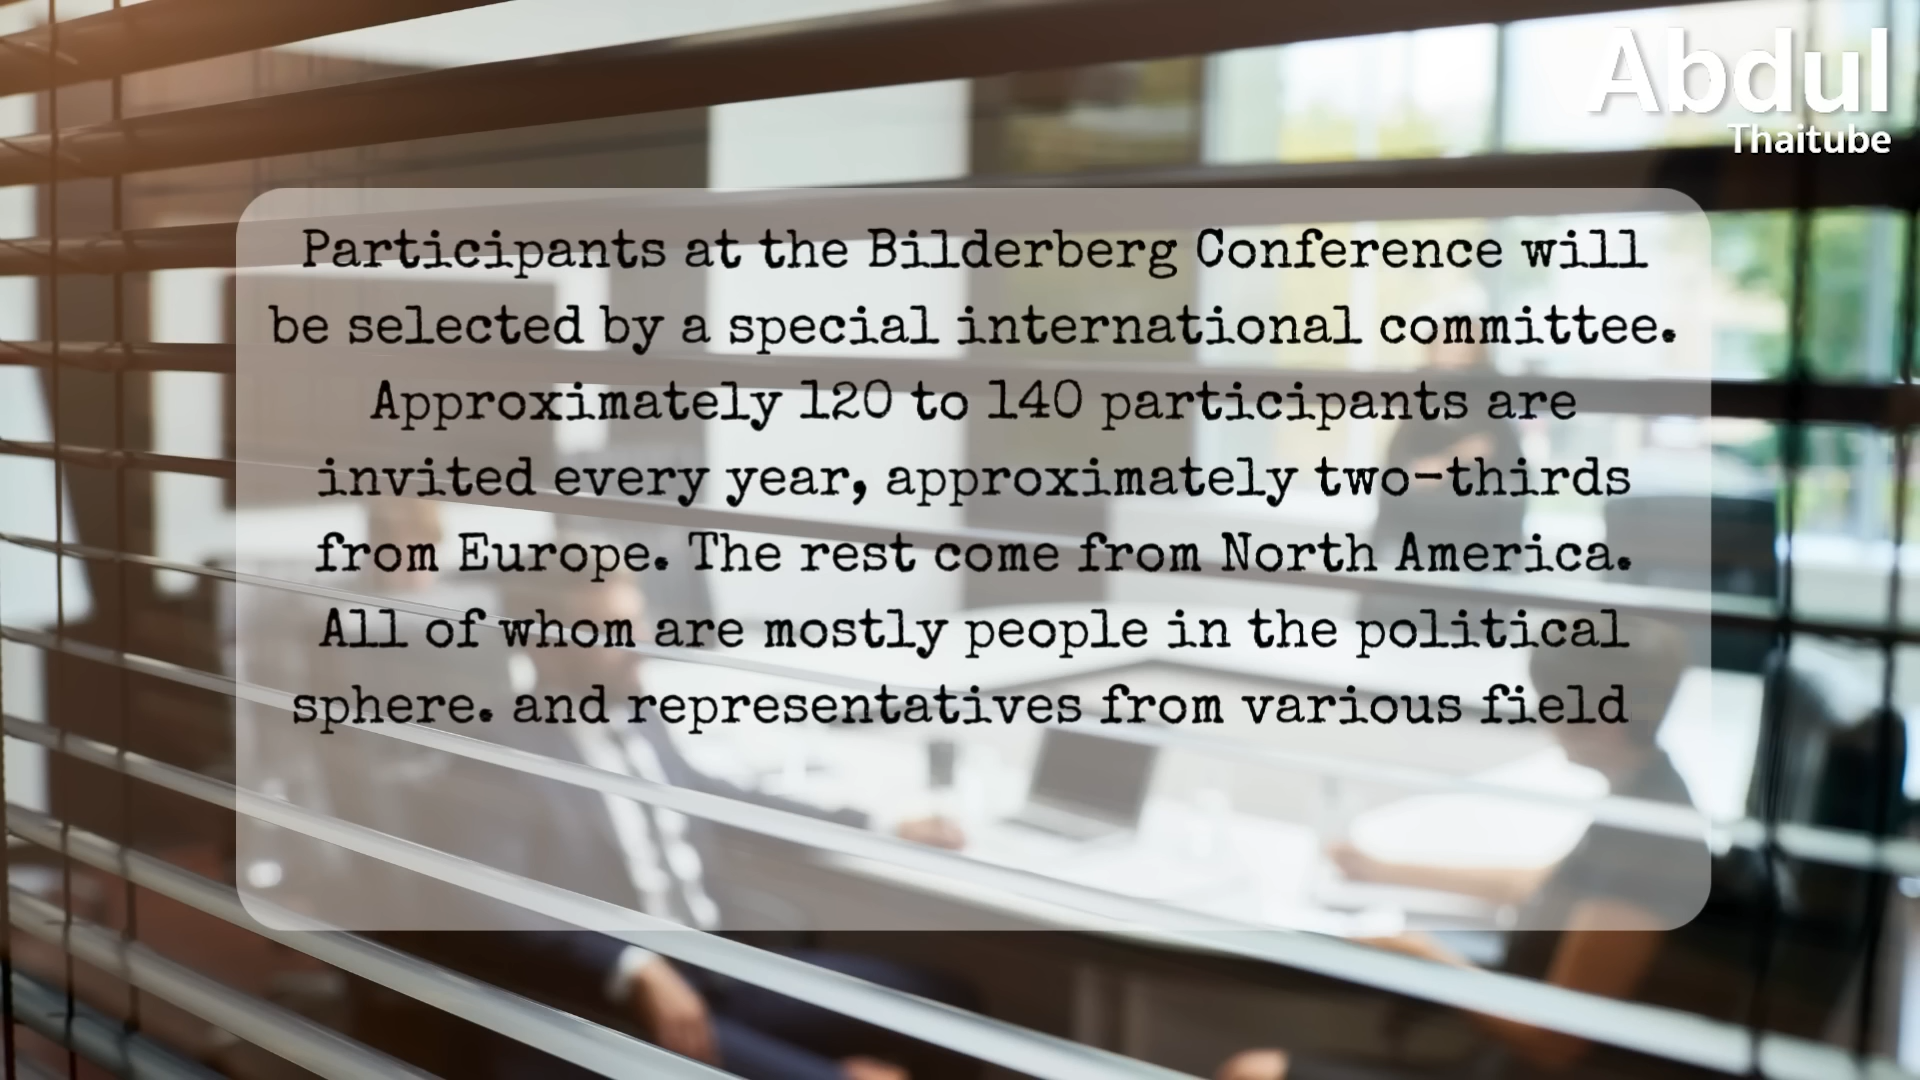 Abdul
Thaitube
Participants at the Bilderberg Conference will
be selected by a special international committee.
Approximately 120 to 140 participants are
invited every year, approximately two-thirds
from Europe. The rest come from North America.
All of whom are mostly people in the political
sphere. and representatives from various field